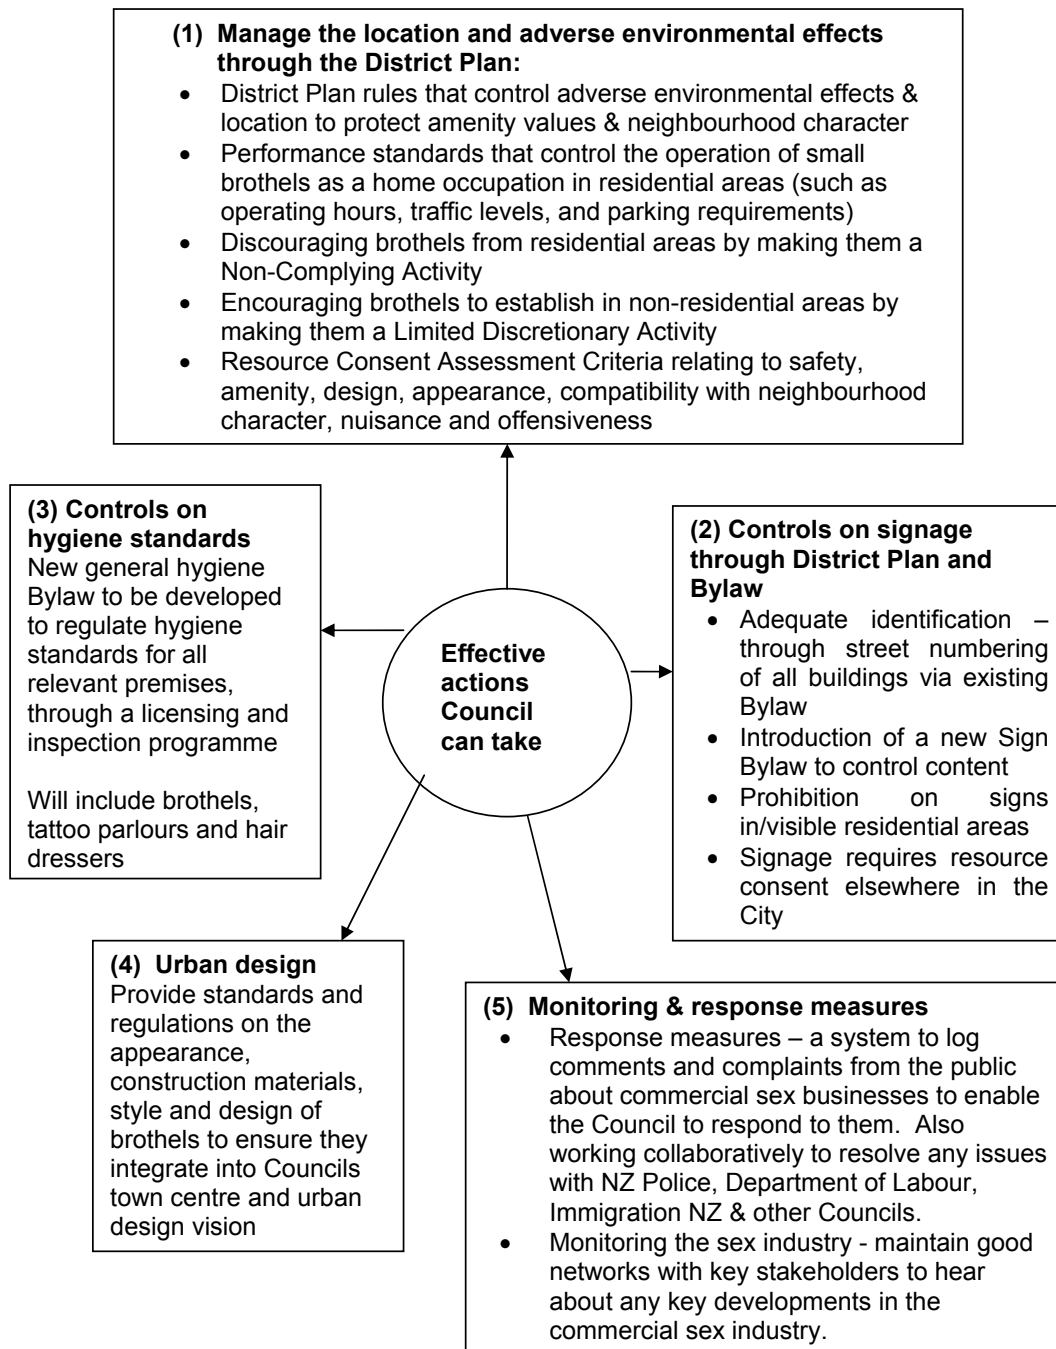 (1) Manage the location and adverse environmental effects
through the District Plan:
• District Plan rules that control adverse environmental effects &
location to protect amenity values & neighbourhood character
• Performance standards that control the operation of small
brothels as a home occupation in residential areas (such as
operating hours, traffic levels, and parking requirements)
• Discouraging brothels from residential areas by making them a
Non-Complying Activity
• Encouraging brothels to establish in non-residential areas by
making them a Limited Discretionary Activity
• Resource Consent Assessment Criteria relating to safety,
amenity, design, appearance, compatibility with neighbourhood
character, nuisance and offensiveness
(3) Controls on
hygiene standards
New general hygiene
Bylaw to be developed
to regulate hygiene
standards for all
relevant premises,
through a licensing and
inspection programme
Will include brothels,
tattoo parlours and hair
dressers
Effective
actions
Council
can take
(2) Controls on signage
through District Plan and
Bylaw
• Adequate identification –
through street numbering
of all buildings via existing
Bylaw
• Introduction of a new Sign
Bylaw to control content
• Prohibition on signs
in/visible residential areas
• Signage requires resource
consent elsewhere in the
City
(4) Urban design
Provide standards and
regulations on the
appearance,
construction materials,
style and design of
brothels to ensure they
integrate into Councils
town centre and urban
design vision
(5) Monitoring & response measures
• Response measures – a system to log
comments and complaints from the public
about commercial sex businesses to enable
the Council to respond to them. Also
working collaboratively to resolve any issues
with NZ Police, Department of Labour,
Immigration NZ & other Councils.
• Monitoring the sex industry - maintain good
networks with key stakeholders to hear
about any key developments in the
commercial sex industry.